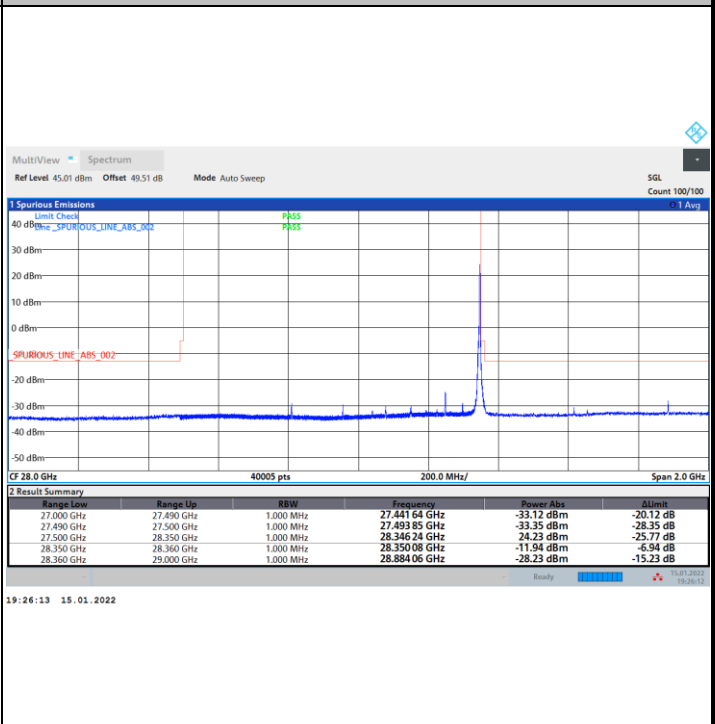 MultiView Spectrum
Ref Level 45.01 dBm Offset 49.51 dB Mode Auto Sweep SGL
Count 100/100
1 Spurious Emissions 1 Avg
Limit Check PASS
Line _SPURIOUS_LINE_ABS_002 PASS
40 dBm
30 dBm
20 dBm
10 dBm
0 dBm
_SPURIOUS_LINE_ABS_002
-20 dBm
-30 dBm
-40 dBm
-50 dBm
CF 28.0 GHz 40005 pts 200.0 MHz/ Span 2.0 GHz
2 Result Summary
Range Low Range Up RBW Frequency Power Abs ΔLimit
27.000 GHz 27.490 GHz 1.000 MHz 27.441 64 GHz -33.12 dBm -20.12 dB
27.490 GHz 27.500 GHz 1.000 MHz 27.493 85 GHz -33.35 dBm -28.35 dB
27.500 GHz 28.350 GHz 1.000 MHz 28.346 24 GHz 24.23 dBm -25.77 dB
28.350 GHz 28.360 GHz 1.000 MHz 28.350 08 GHz -11.94 dBm -6.94 dB
28.360 GHz 29.000 GHz 1.000 MHz 28.884 06 GHz -28.23 dBm -15.23 dB
Ready 15.01.2022
19:26:12
19:26:13 15.01.2022